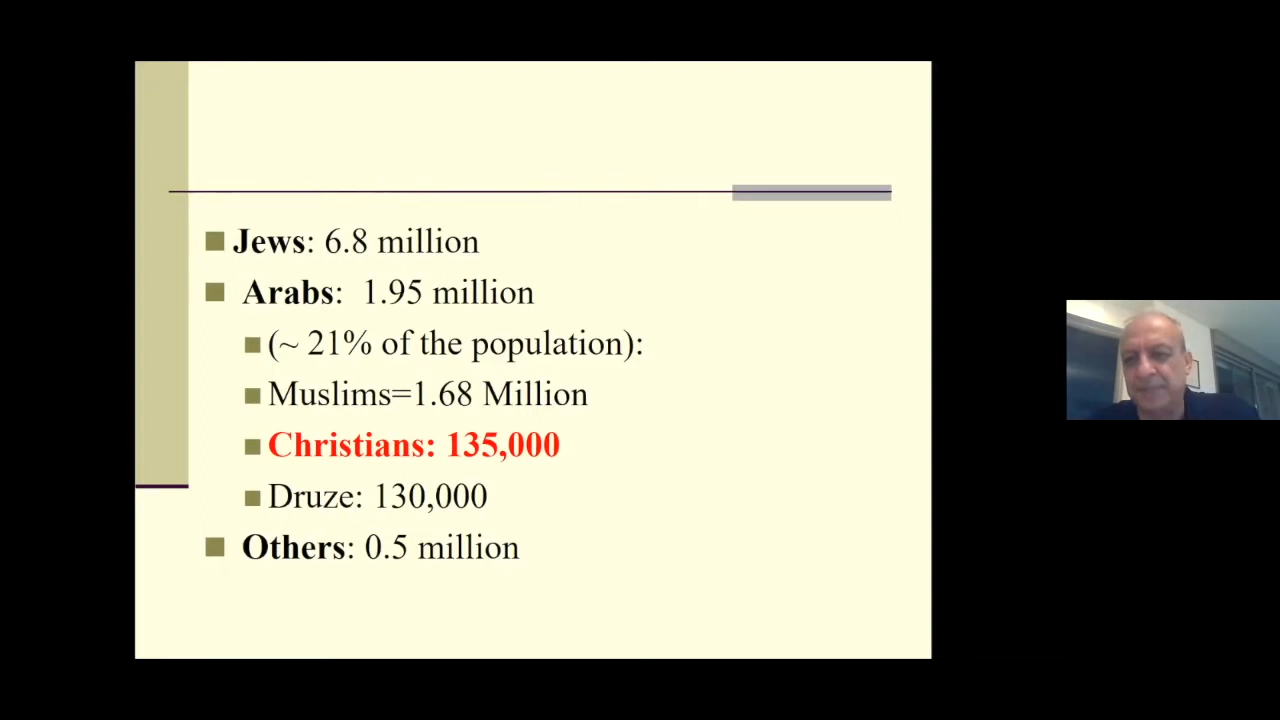 Jews: 6.8 million
Arabs: 1.95 million
(~ 21% of the population):
Muslims=1.68 Million
Christians: 135,000
Druze: 130,000
Others: 0.5 million